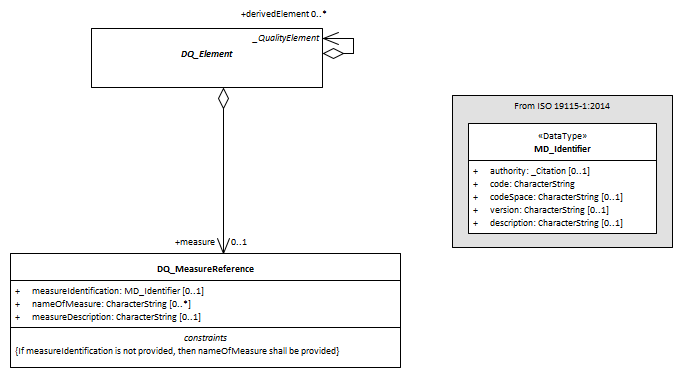 +derivedElement 0..*
_QualityElement
DQ_Element
+measure 0..1
DQ_MeasureReference
+ measureIdentification: MD_Identifier [0..1]
+ nameOfMeasure: CharacterString [0..*]
+ measureDescription: CharacterString [0..1]
constraints
{If measureIdentification is not provided, then nameOfMeasure shall be provided}
From ISO 19115-1:2014
«DataType»
MD_Identifier
+ authority: _Citation [0..1]
+ code: CharacterString
+ codeSpace: CharacterString [0..1]
+ version: CharacterString [0..1]
+ description: CharacterString [0..1]